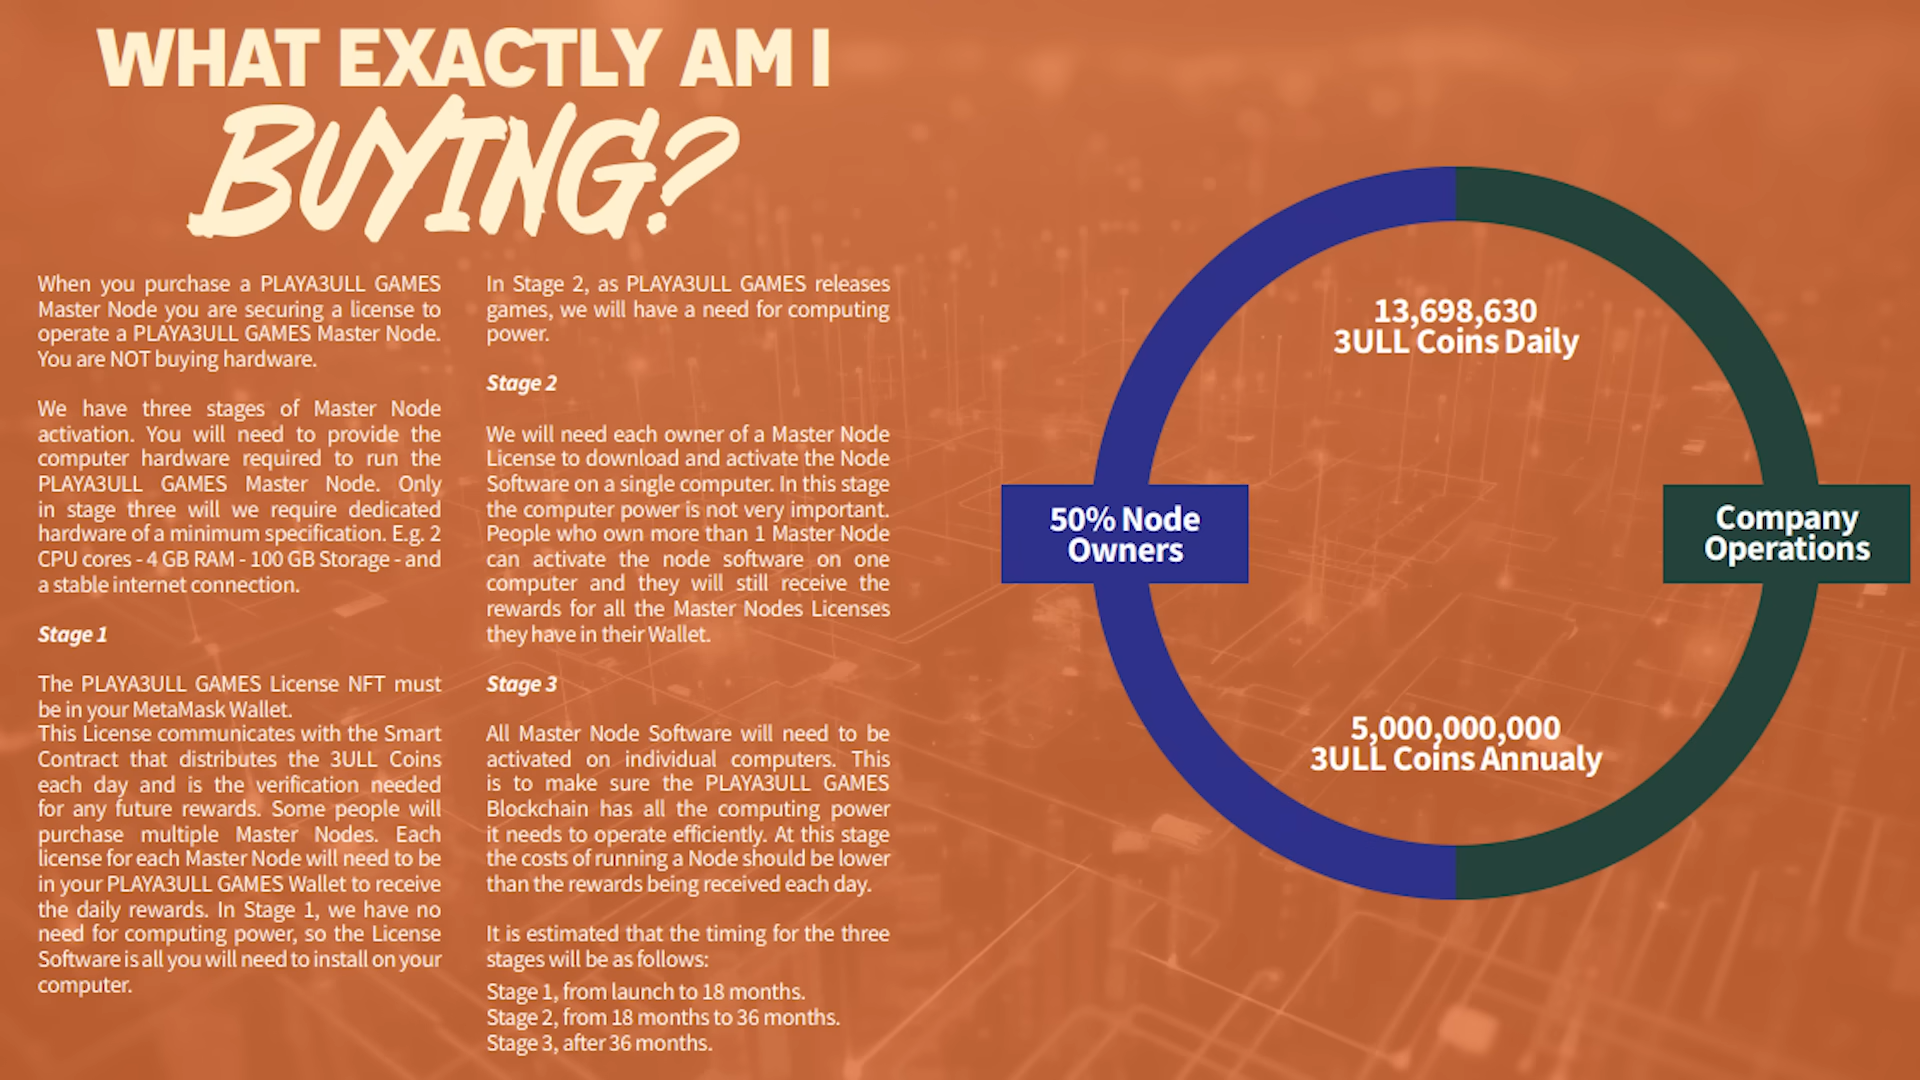 WHAT EXACTLY AM I
BUYING?
When you purchase a PLAYA3ULL GAMES
Master Node you are securing a license to
operate a PLAYA3ULL GAMES Master Node.
You are NOT buying hardware.
We have three stages of Master Node
activation. You will need to provide the
computer hardware required to run the
PLAYA3ULL GAMES Master Node. Only
in stage three will we require dedicated
hardware of a minimum specification. E.g. 2
CPU cores - 4 GB RAM - 100 GB Storage - and
a stable internet connection.
Stage 1
The PLAYA3ULL GAMES License NFT must
be in your MetaMask Wallet.
This License communicates with the Smart
Contract that distributes the 3ULL Coins
each day and is the verification needed
for any future rewards. Some people will
purchase multiple Master Nodes. Each
license for each Master Node will need to be
in your PLAYA3ULL GAMES Wallet to receive
the daily rewards. In Stage 1, we have no
need for computing power, so the License
Software is all you will need to install on your
computer.
In Stage 2, as PLAYA3ULL GAMES releases
games, we will have a need for computing
power.
Stage 2
We will need each owner of a Master Node
License to download and activate the Node
Software on a single computer. In this stage
the computer power is not very important.
People who own more than 1 Master Node
can activate the node software on one
computer and they will still receive the
rewards for all the Master Nodes Licenses
they have in their Wallet.
Stage 3
All Master Node Software will need to be
activated on individual computers. This
is to make sure the PLAYA3ULL GAMES
Blockchain has all the computing power
it needs to operate efficiently. At this stage
the costs of running a Node should be lower
than the rewards being received each day.
It is estimated that the timing for the three
stages will be as follows:
Stage 1, from launch to 18 months.
Stage 2, from 18 months to 36 months.
Stage 3, after 36 months.
13,698,630
3ULL Coins Daily
50% Node
Owners
Company
Operations
5,000,000,000
3ULL Coins Annualy